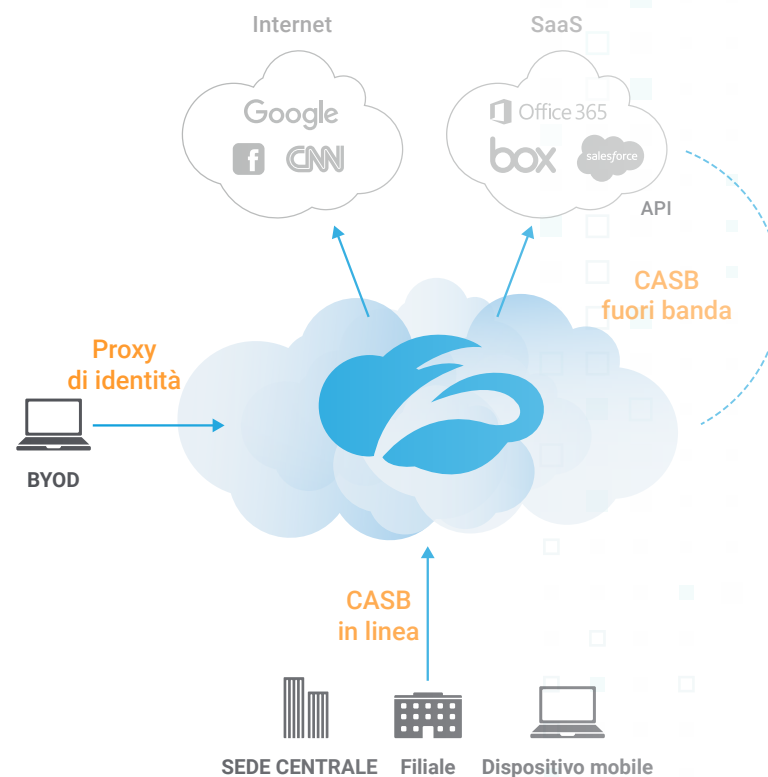 Internet
SaaS
Google
f CNN
Office 365
box salesforce
API
CASB
fuori banda
Proxy
di identità
BYOD
CASB
in linea
SEDE CENTRALE Filiale Dispositivo mobile